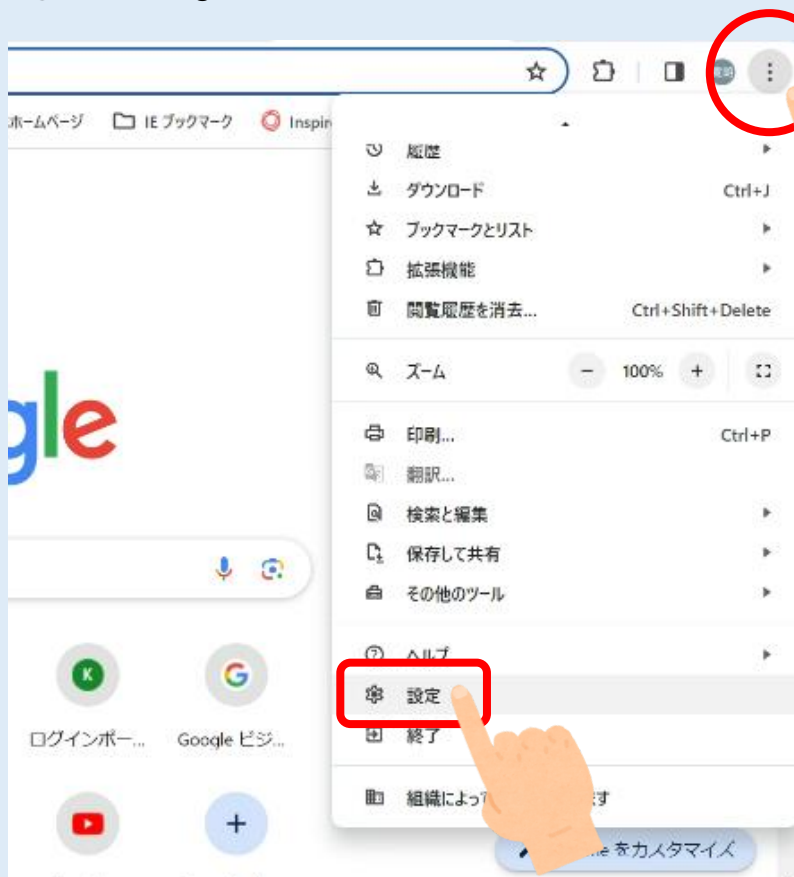 ホームページ
IE ブックマーク
Inspir
履歴
ダウンロード Ctrl+J
ブックマークとリスト
拡張機能
閲覧履歴を消去... Ctrl+Shift+Delete
ズーム - 100% +
gle
印刷... Ctrl+P
翻訳...
検索と編集
保存して共有
その他のツール
ヘルプ
K
G
設定
ログインポー...
Google ビジ...
終了
組織によって
ます
をカスタマイズ